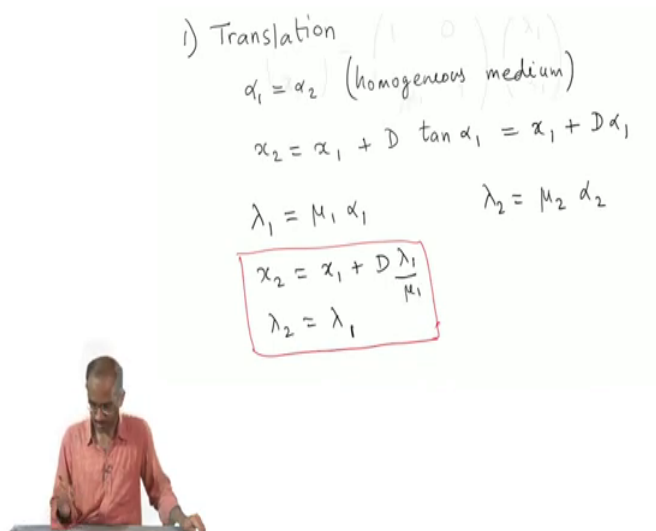 1) Translation
α₁ = α₂ (homogeneous medium)
x₂ = x₁ + D tan α₁ = x₁ + Dα₁
λ₁ = μ₁ α₁ λ₂ = μ₂ α₂
x₂ = x₁ + D λ₁/μ₁
λ₂ = λ₁